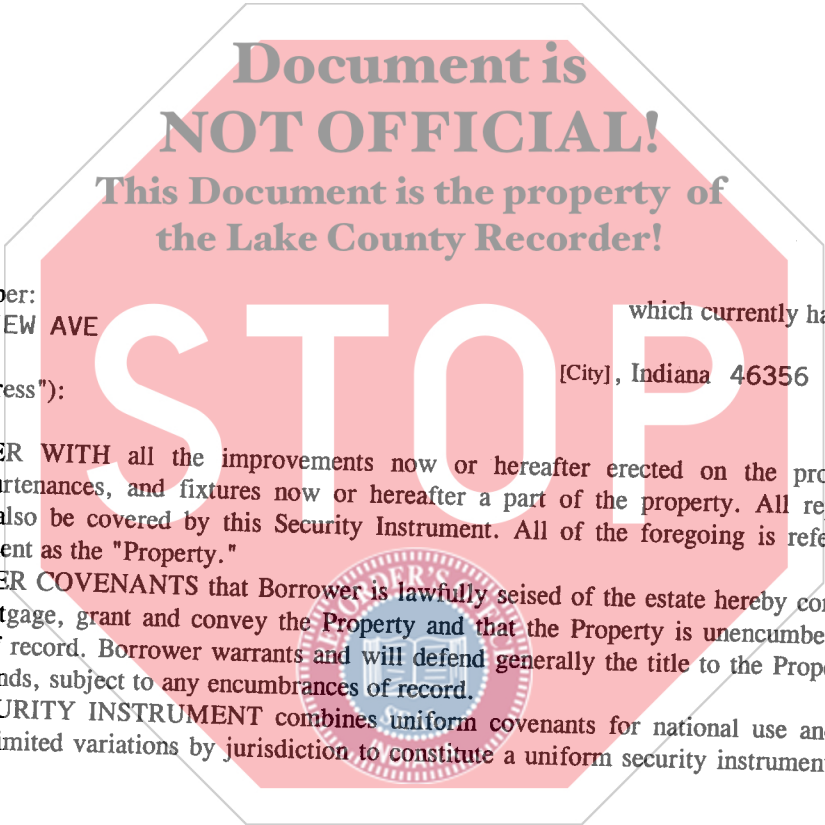 Document is
NOT OFFICIAL!
This Document is the property of
the Lake County Recorder!
STOP
ber:
EW AVE
which currently ha
[City], Indiana 46356
ress"):
ER WITH all the improvements now or hereafter erected on the pro
rtenances, and fixtures now or hereafter a part of the property. All re
also be covered by this Security Instrument. All of the foregoing is refe
ent as the "Property."
ER COVENANTS that Borrower is lawfully seised of the estate hereby co
tgage, grant and convey the Property and that the Property is unencumbe
record. Borrower warrants and will defend generally the title to the Prope
nds, subject to any encumbrances of record.
URITY INSTRUMENT combines uniform covenants for national use an
imited variations by jurisdiction to constitute a uniform security instrument
SEAL
INDIANA